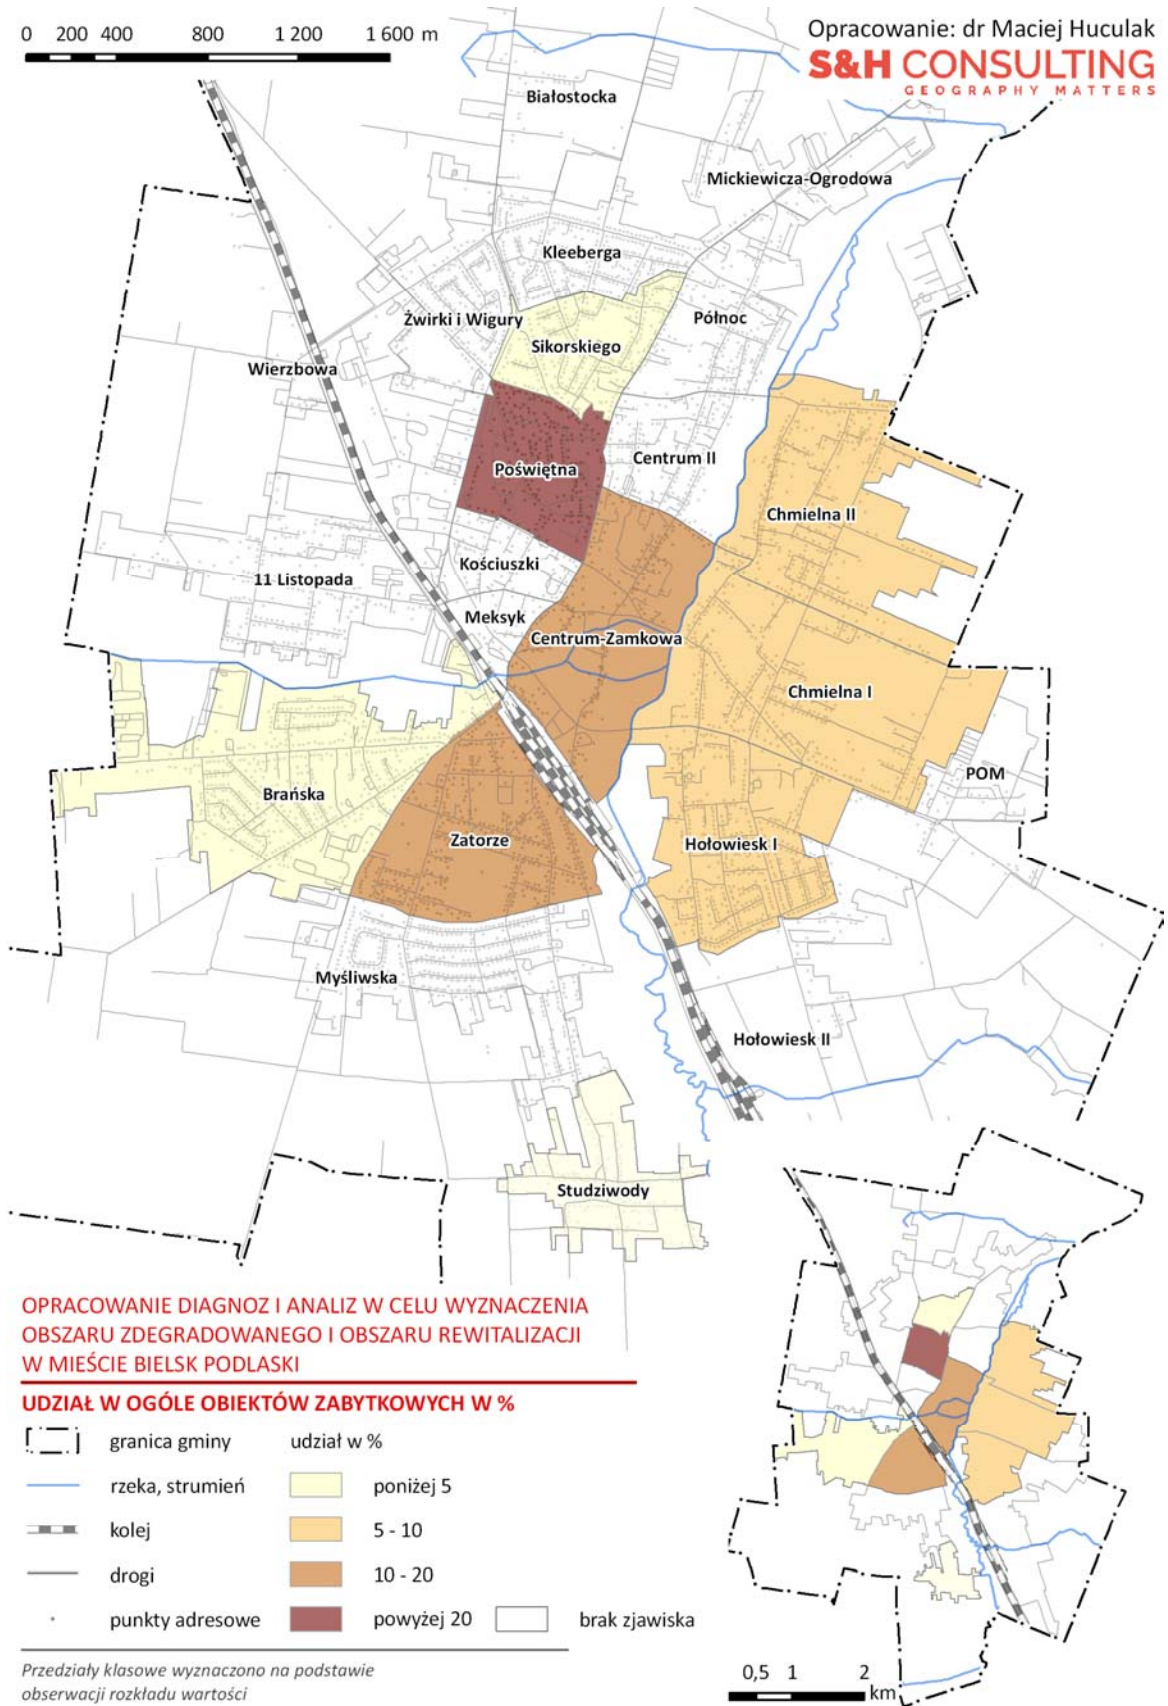 0 200 400 800 1 200 1 600 m
Opracowanie: dr Maciej Huculak
S&H CONSULTING
GEOGRAPHY MATTERS
Białostocka
Mickiewicza-Ogrodowa
Kleeberga
Żwirki i Wigury
Północ
Sikorskiego
Wierzbowa
Poświętna
Centrum II
Chmielna II
Kościuszki
11 Listopada
Meksyk
Centrum-Zamkowa
Chmielna I
POM
Brańska
Zatorze
Hołowiesk I
Myśliwska
Hołowiesk II
Studziwody
OPRACOWANIE DIAGNOZ I ANALIZ W CELU WYZNACZENIA
OBSZARU ZDEGRADOWANEGO I OBSZARU REWITALIZACJI
W MIEŚCIE BIELSK PODLASKI
UDZIAŁ W OGÓLE OBIEKTÓW ZABYTKOWYCH W %
granica gminy udział w %
rzeka, strumień poniżej 5
kolej 5 - 10
drogi 10 - 20
punkty adresowe powyżej 20 brak zjawiska
Przedziały klasowe wyznaczono na podstawie
obserwacji rozkładu wartości
0,5 1 2
km